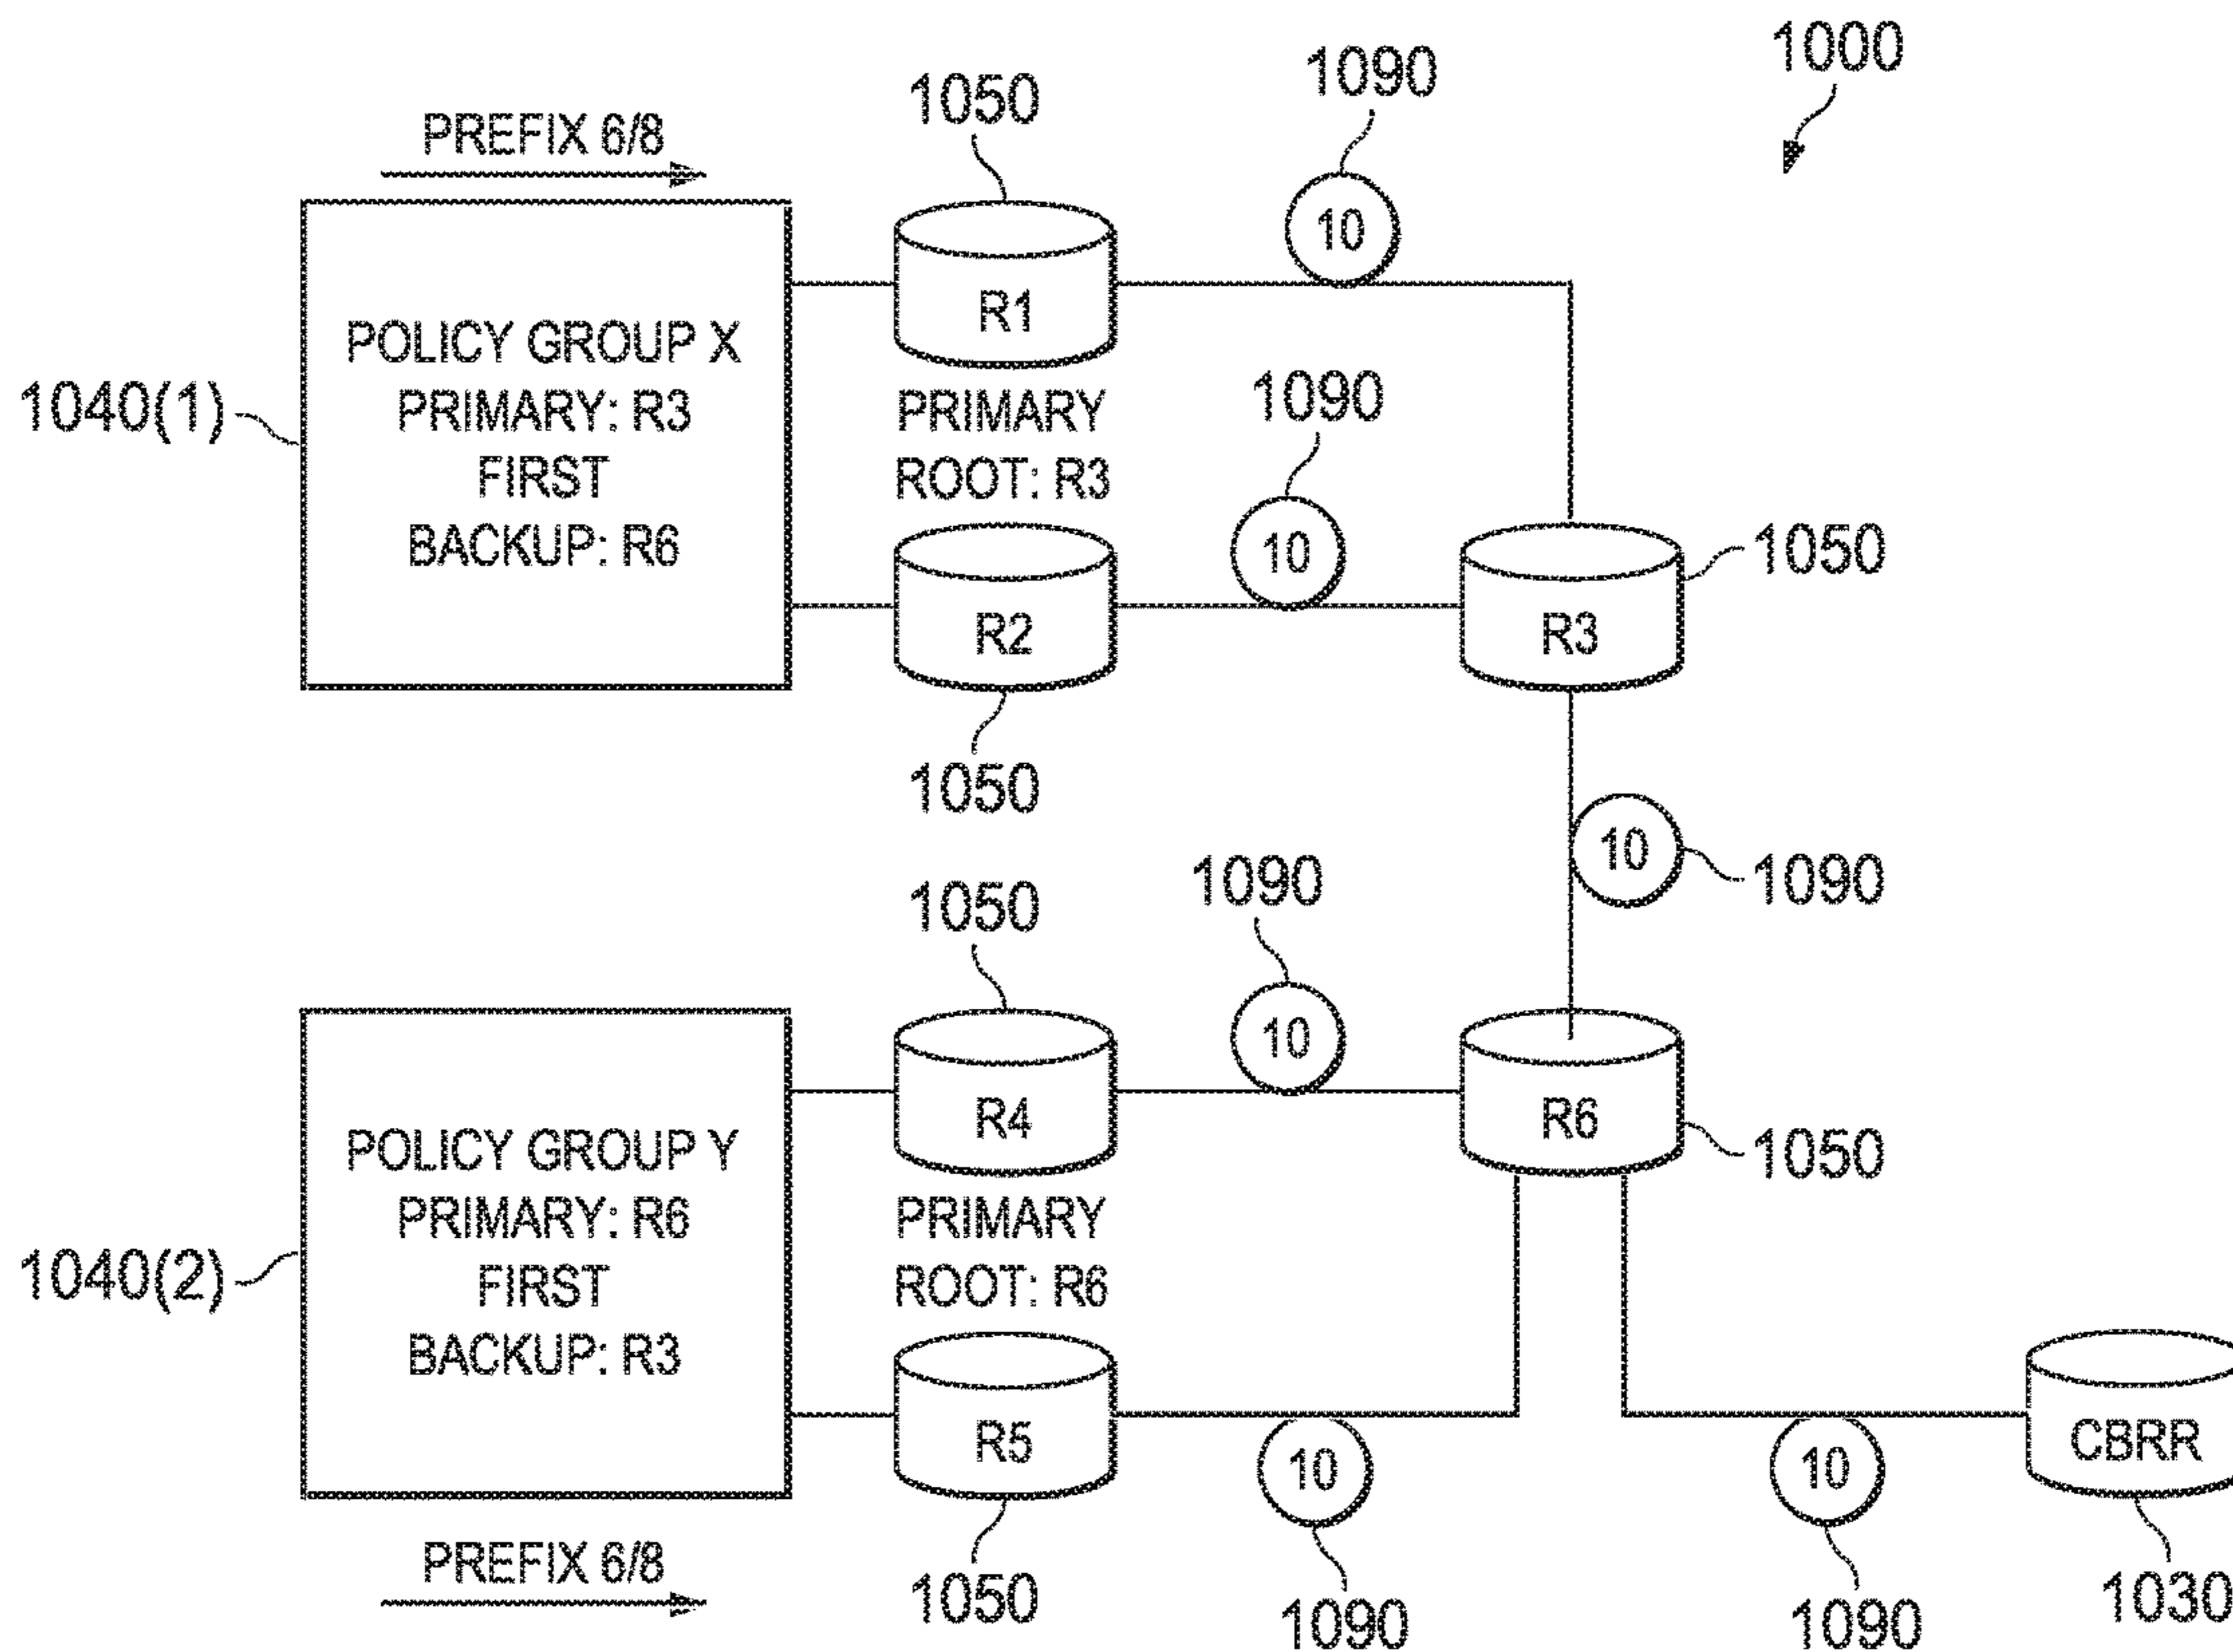 1000
1090
1050
PREFIX 6/8
10
R1
POLICY GROUP X
PRIMARY: R3
FIRST
BACKUP: R6
1040(1)
PRIMARY
ROOT: R3
1090
10
R2
1050
R3
1050
10
1090
1050
1090
10
R4
R6
1050
POLICY GROUP Y
PRIMARY: R6
FIRST
BACKUP: R3
1040(2)
PRIMARY
ROOT: R6
R5
10
10
CBRR
PREFIX 6/8
1050
1090
1090
1030